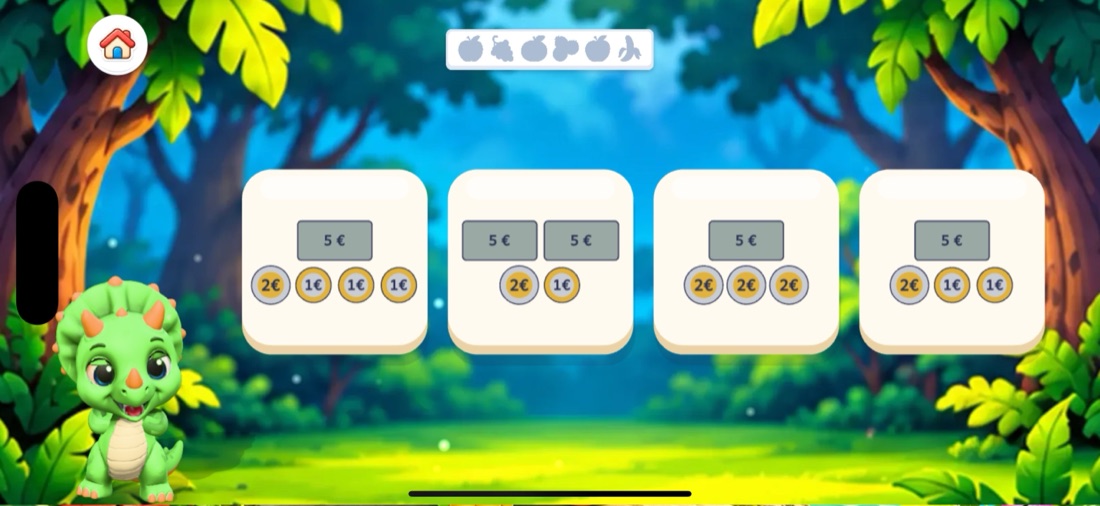 5 €
2€ 1€ 1€ 1€
5 € 5 €
2€ 1€
5 €
2€ 2€ 2€
5 €
2€ 1€ 1€